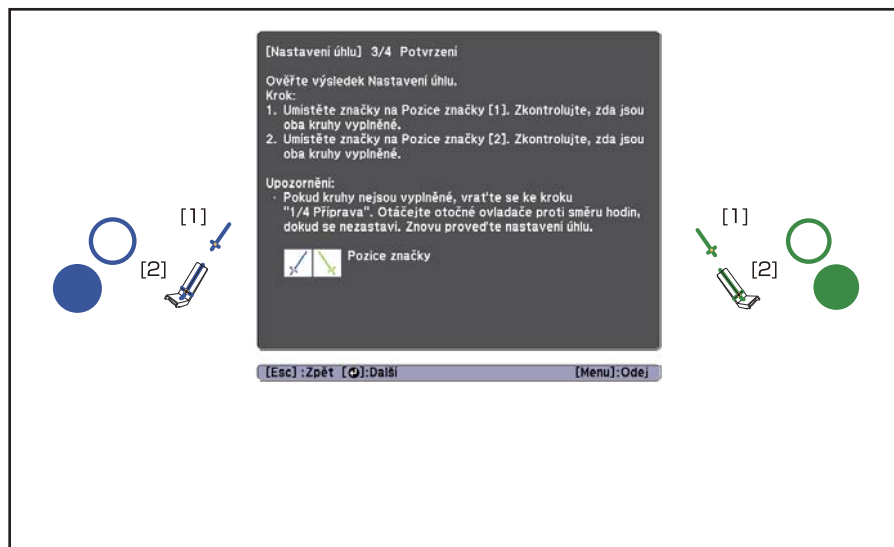 [Nastavení úhlu] 3/4 Potvrzení
Ověřte výsledek Nastavení úhlu.
Krok:
1. Umístěte značky na Pozice značky [1]. Zkontrolujte, zda jsou
oba kruhy vyplněné.
2. Umístěte značky na Pozice značky [2]. Zkontrolujte, zda jsou
oba kruhy vyplněné.
Upozornění:
· Pokud kruhy nejsou vyplněné, vraťte se ke kroku
"1/4 Příprava". Otáčejte otočné ovladače proti směru hodin,
dokud se nezastaví. Znovu proveďte nastavení úhlu.
Pozice značky
[Esc] :Zpět [⏎]:Další [Menu]:Odej
[1]
[2]
[1]
[2]